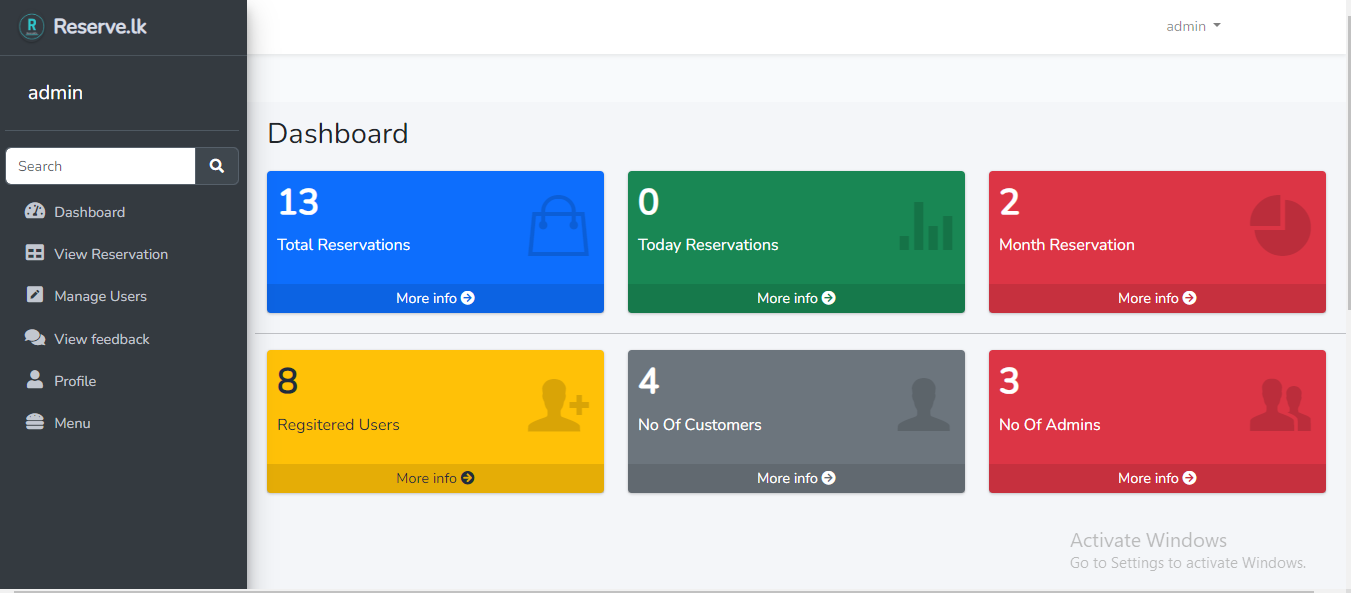 Reserve.lk
admin
admin
Search
Dashboard
View Reservation
Manage Users
View feedback
Profile
Menu
Dashboard
13
Total Reservations
More info
0
Today Reservations
More info
2
Month Reservation
More info
8
Regsitered Users
More info
4
No Of Customers
More info
3
No Of Admins
More info
Activate Windows
Go to Settings to activate Windows.